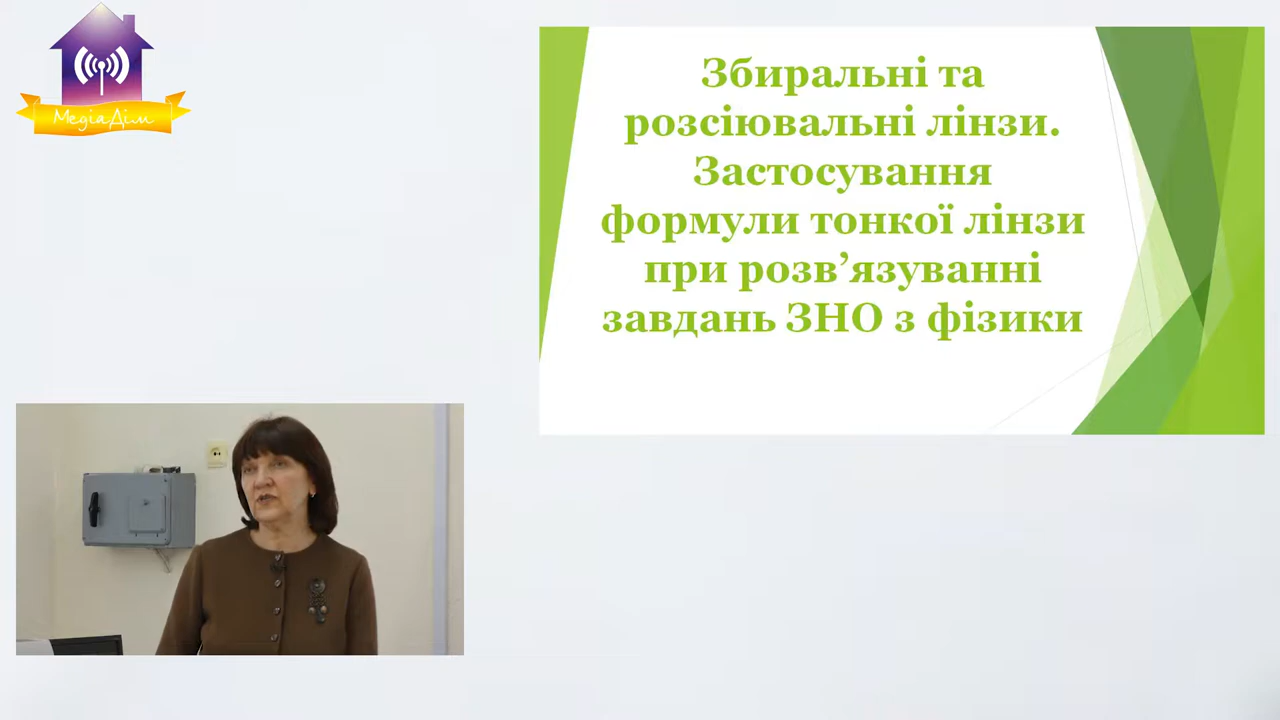 МедіаДім
Збиральні та
розсіювальні лінзи.
Застосування
формули тонкої лінзи
при розв’язуванні
завдань ЗНО з фізики